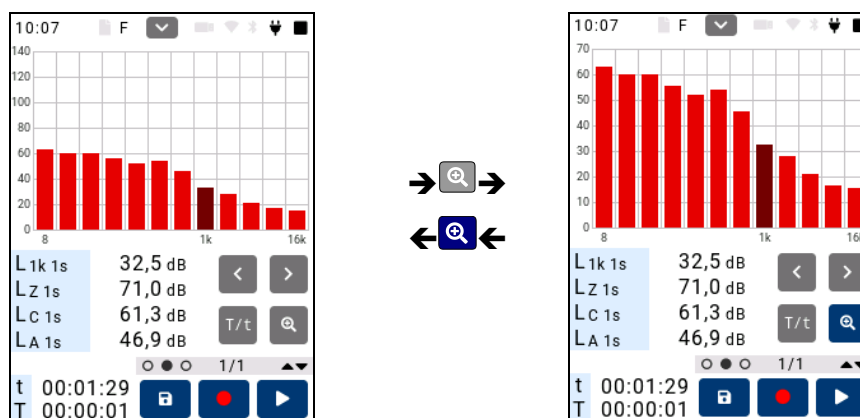 10:07 F
140
120
100
80
60
40
20
0
8 1k 16k
L1k 1s 32,5 dB
LZ 1s 71,0 dB
LC 1s 61,3 dB
T/t
LA 1s 46,9 dB
1/1
t 00:01:29
T 00:00:01
10:07 F
70
60
50
40
30
20
10
0
8 1k 16k
L1k 1s 32,5 dB
LZ 1s 71,0 dB
LC 1s 61,3 dB
T/t
LA 1s 46,9 dB
1/1
t 00:01:29
T 00:00:01